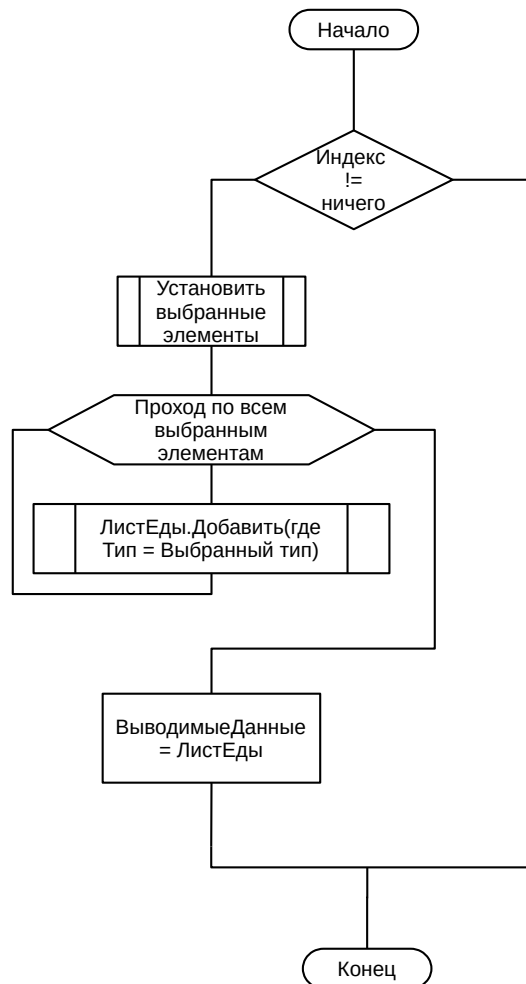 Начало
Индекс
!=
ничего
Установить
выбранные
элементы
Проход по всем
выбранным
элементам
ЛистЕды.Добавить(где
Тип = Выбранный тип)
ВыводимыеДанные
= ЛистЕды
Конец